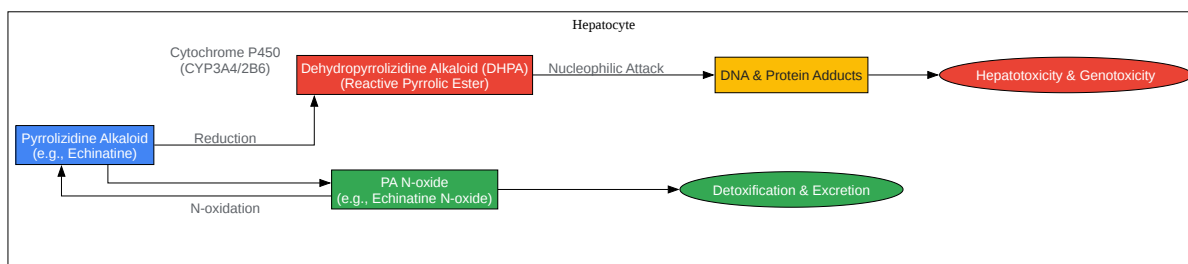 Hepatocyte
Cytochrome P450
(CYP3A4/2B6)
Dehydropyrrolizidine Alkaloid (DHPA)
(Reactive Pyrrolic Ester)
Nucleophilic Attack
DNA & Protein Adducts
Hepatotoxicity & Genotoxicity
Pyrrolizidine Alkaloid
(e.g., Echinatine)
Reduction
PA N-oxide
(e.g., Echinatine N-oxide)
Detoxification & Excretion
N-oxidation